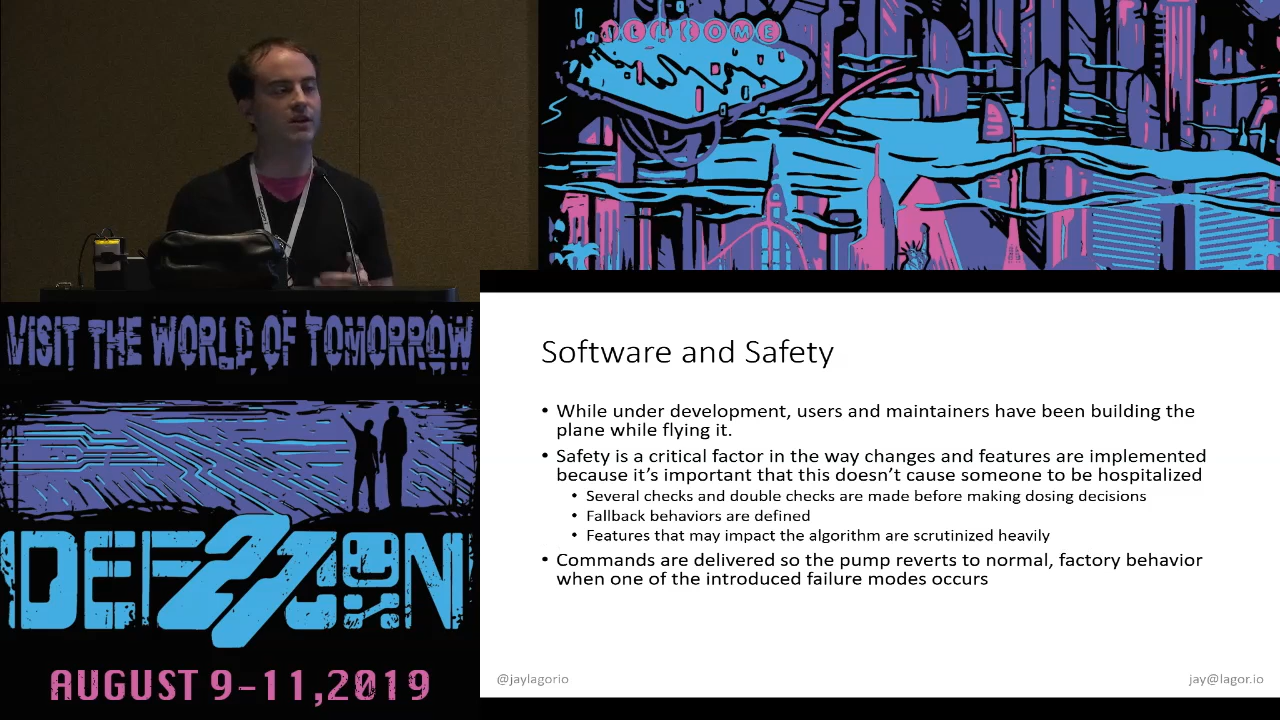 WELCOME
VISIT THE WORLD OF TOMORROW
DEF CON
27
AUGUST 9-11,2019
Software and Safety
• While under development, users and maintainers have been building the
plane while flying it.
• Safety is a critical factor in the way changes and features are implemented
because it’s important that this doesn’t cause someone to be hospitalized
• Several checks and double checks are made before making dosing decisions
• Fallback behaviors are defined
• Features that may impact the algorithm are scrutinized heavily
• Commands are delivered so the pump reverts to normal, factory behavior
when one of the introduced failure modes occurs
@jaylagorio
jay@lagor.io